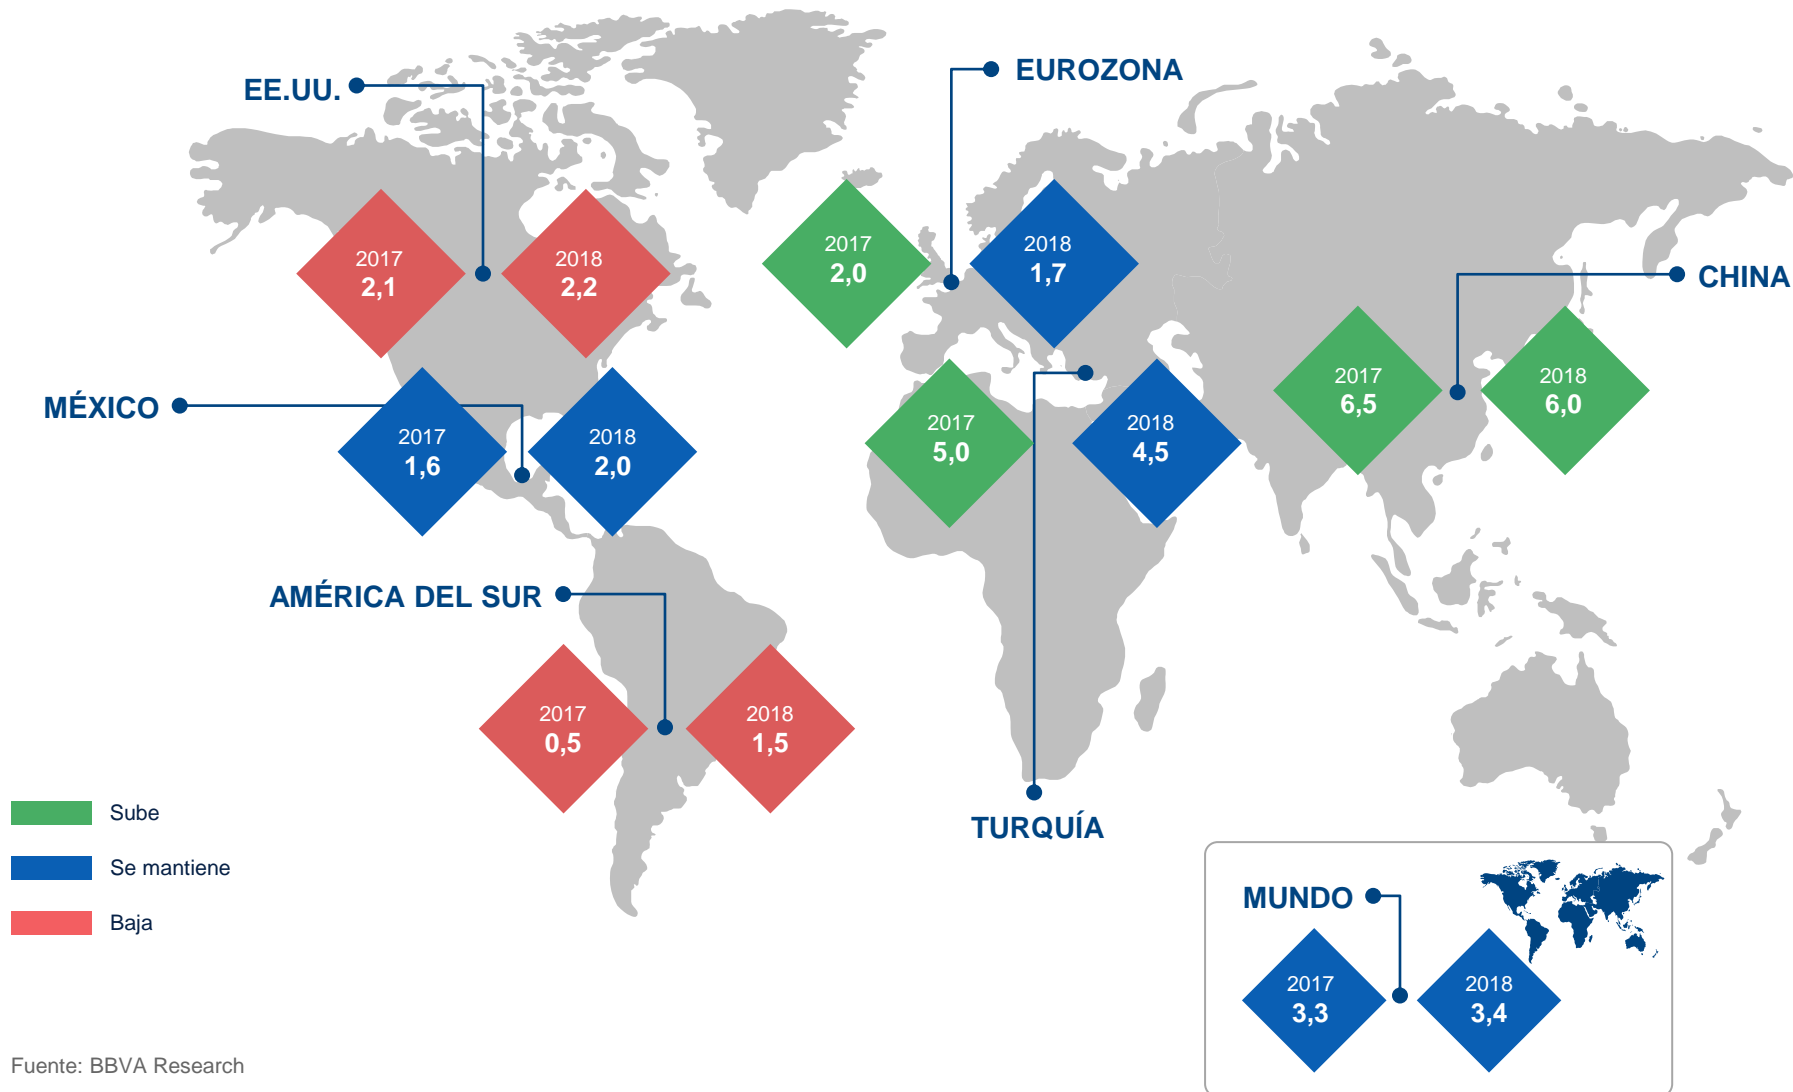 EE.UU.
2017
2,1
2018
2,2
EUROZONA
2017
2,0
2018
1,7
CHINA
2017
6,5
2018
6,0
MÉXICO
2017
1,6
2018
2,0
TURQUÍA
2017
5,0
2018
4,5
AMÉRICA DEL SUR
2017
0,5
2018
1,5
Sube
Se mantiene
Baja
MUNDO
2017
3,3
2018
3,4
Fuente: BBVA Research